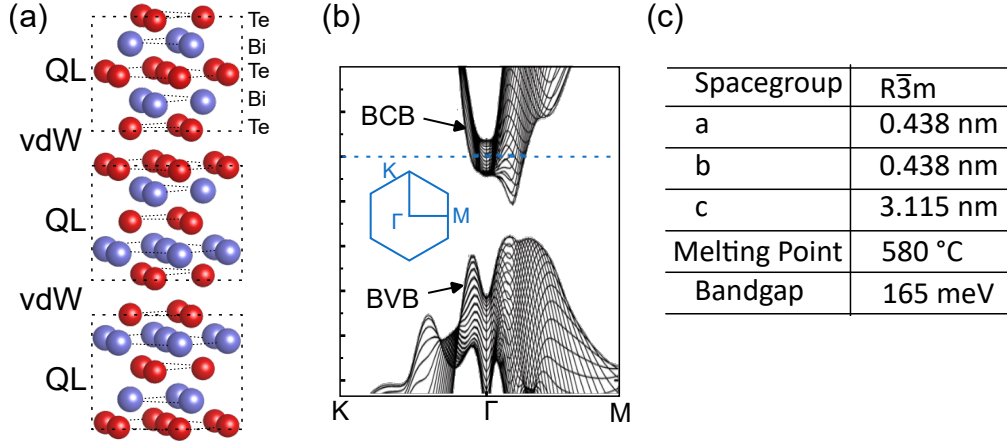 (a)
Te
Bi
QL
Te
Bi
Te
vdW
QL
vdW
QL
(b)
BCB
K
Γ
M
BVB
K
Γ
M
(c)
Spacegroup R3̅m
a 0.438 nm
b 0.438 nm
c 3.115 nm
Melting Point 580 °C
Bandgap 165 meV